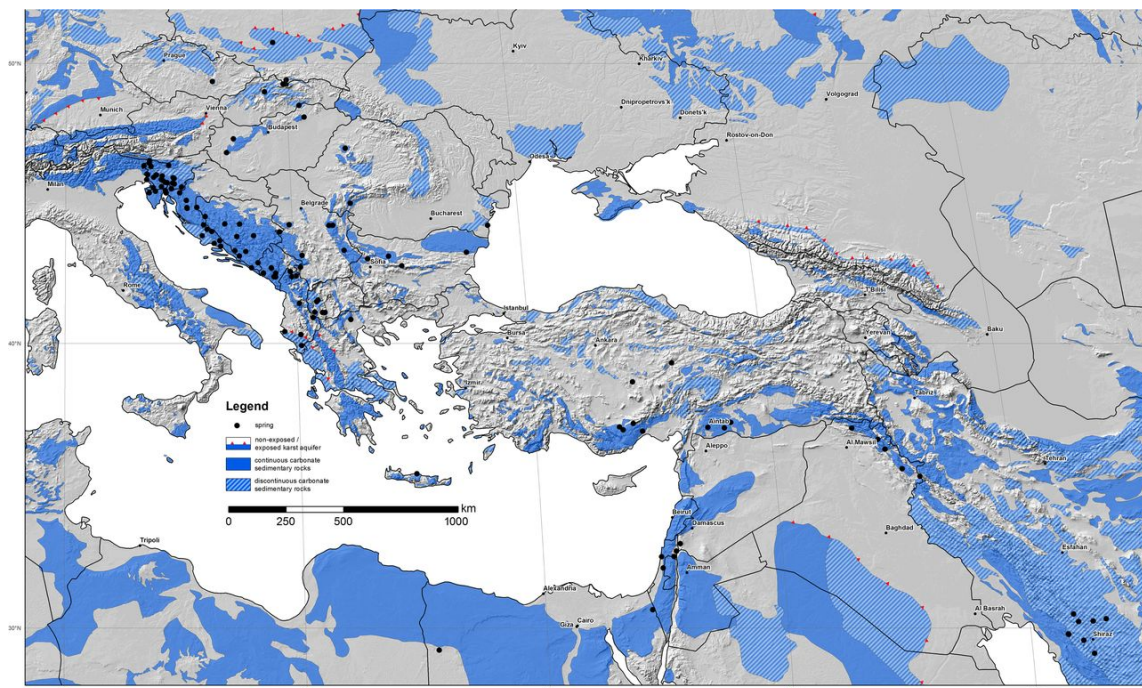 Kyiv
Prague
50°
50°
Kharkiv
Volgograd
Munich
Vienna
Dnipropetrovs'k
Donets'k
Budapest
Rostov-on-Don
Odesa
Milan
Belgrade
Bucharest
Sofia
Rome
Tbilisi
Istanbul
Baku
Bursa
Ankara
Yerevan
40°
40°
Izmir
Tabriz
Legend
spring
Aintab
non-exposed /
exposed karst aquifer
Aleppo
Al Mawsil
Tehran
continuous carbonate
sedimentary rocks
discontinuous carbonate
sedimentary rocks
km
0 250 500 1000
Beirut
Damascus
Baghdad
Tripoli
Esfahan
Amman
Alexandria
Al Basrah
Giza
Cairo
30°
30°
Shiraz